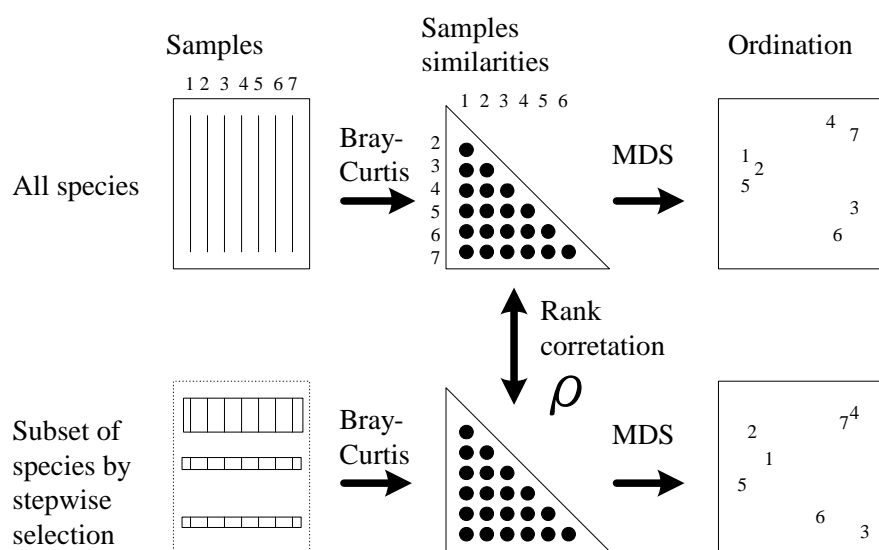 Samples
1 2 3 4 5 6 7
All species
Bray-
Curtis
Samples
similarities
1 2 3 4 5 6
2
3
4
5
6
7
MDS
Ordination
4
7
1
2
5
3
6
Rank
corretation
ρ
Subset of
species by
stepwise
selection
Bray-
Curtis
MDS
7 4
2
1
5
6
3